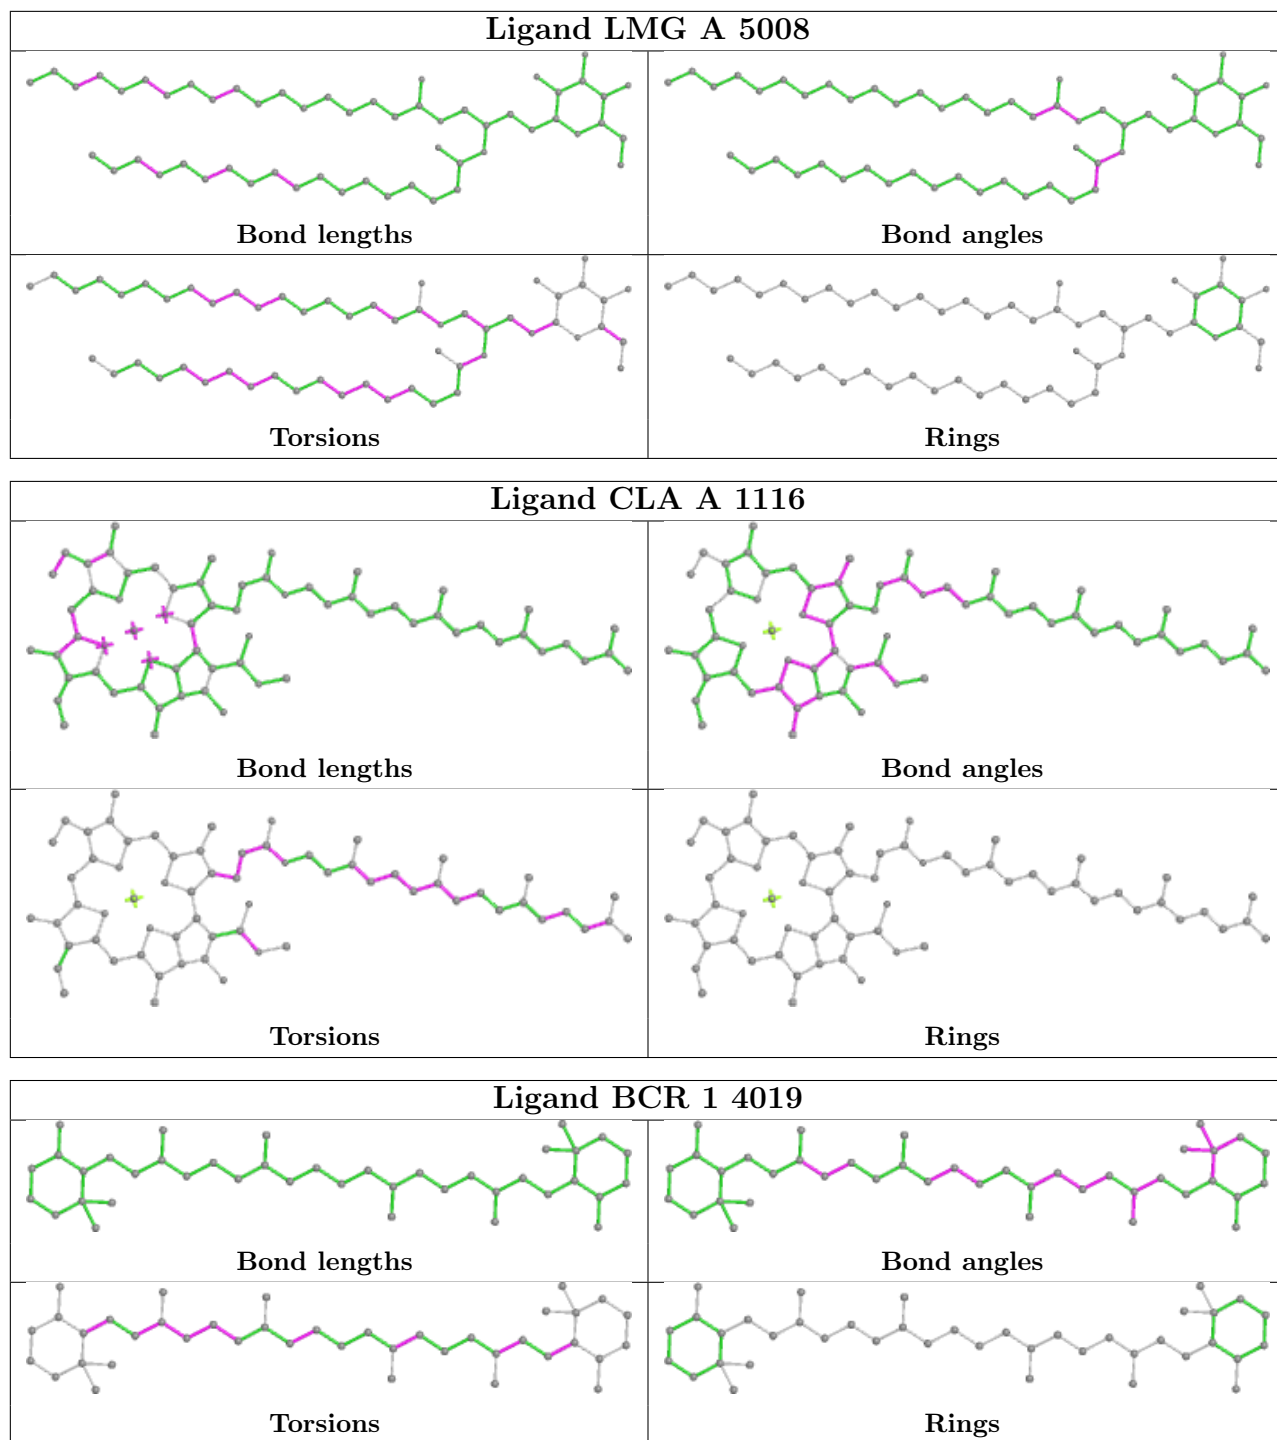 Ligand LMG A 5008
Bond lengths
Bond angles
Torsions
Rings
Ligand CLA A 1116
Bond lengths
Bond angles
Torsions
Rings
Ligand BCR 1 4019
Bond lengths
Bond angles
Torsions
Rings